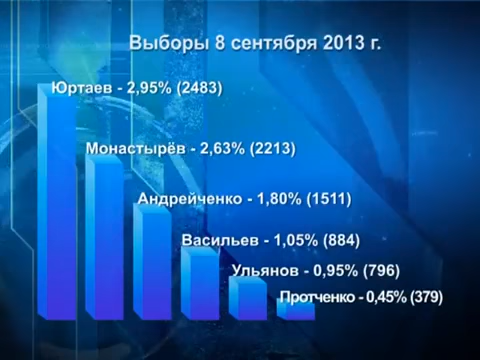 Выборы 8 сентября 2013 г.
Юртаев - 2,95% (2483)
Монастырёв - 2,63% (2213)
Андрейченко - 1,80% (1511)
Васильев - 1,05% (884)
Ульянов - 0,95% (796)
Протченко - 0,45% (379)